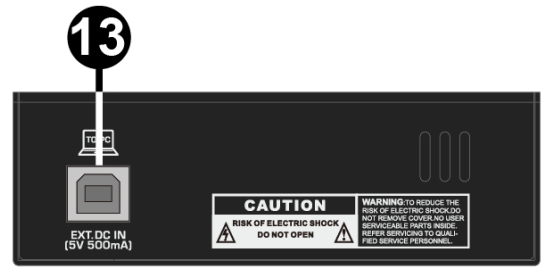 13
TO PC
EXT.DC IN
(5V 500mA)
CAUTION
RISK OF ELECTRIC SHOCK
DO NOT OPEN
WARNING:TO REDUCE THE
RISK OF ELECTRIC SHOCK,DO
NOT REMOVE COVER.NO USER
SERVICEABLE PARTS INSIDE.
REFER SERVICING TO QUALI-
FIED SERVICE PERSONNEL.